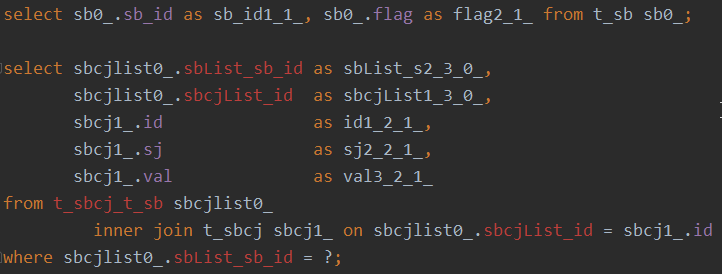 select sb0_.sb_id as sb_id1_1_, sb0_.flag as flag2_1_ from t_sb sb0_;
select sbcjlist0_.sbList_sb_id as sbList_s2_3_0_,
sbcjlist0_.sbcjList_id as sbcjList1_3_0_,
sbcj1_.id as id1_2_1_,
sbcj1_.sj as sj2_2_1_,
sbcj1_.val as val3_2_1_
from t_sbcj_t_sb sbcjlist0_
inner join t_sbcj sbcj1_ on sbcjlist0_.sbcjList_id = sbcj1_.id
where sbcjlist0_.sbList_sb_id = ?;